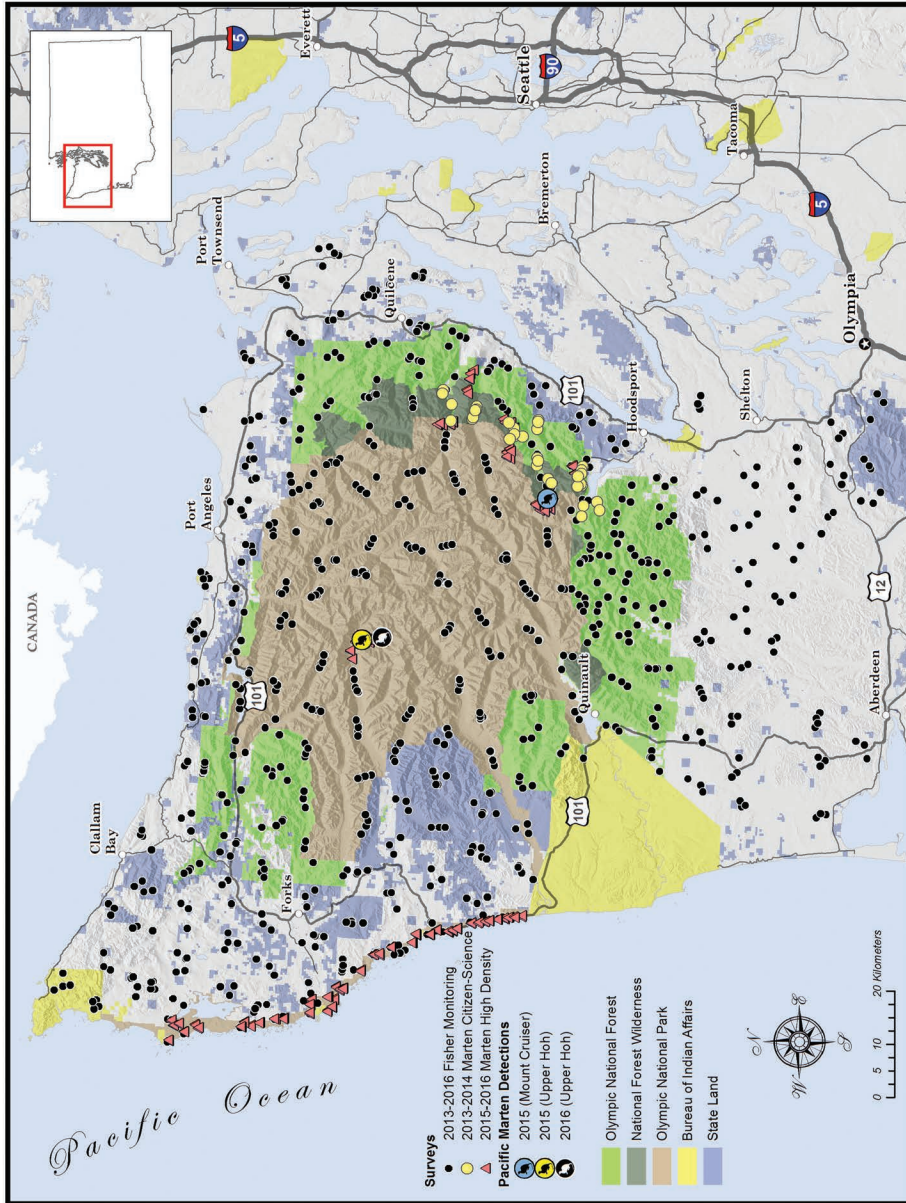 CANADA
Pacific Ocean
Clallam
Bay
Port
Angeles
Port
Townsend
5
Everett
101
Forks
Quilcene
Seattle
90
Bremerton
101
Quinault
101
Hoodsport
Tacoma
Shelton
5
Olympia
Aberdeen
12
Surveys
2013-2016 Fisher Monitoring
2013-2014 Marten Citizen-Science
2015-2016 Marten High Density
Pacific Marten Detections
2015 (Mount Cruiser)
2015 (Upper Hoh)
2016 (Upper Hoh)
Olympic National Forest
National Forest Wilderness
Olympic National Park
Bureau of Indian Affairs
State Land
N
W
E
S
0 5 10 20 Kilometers